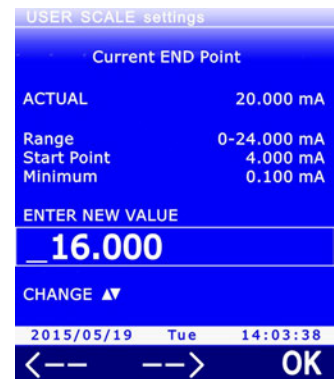 USER SCALE settings
Current END Point
ACTUAL 20.000 mA
Range 0-24.000 mA
Start Point 4.000 mA
Minimum 0.100 mA
ENTER NEW VALUE
_16.000
CHANGE ▲▼
2015/05/19 Tue 14:03:38
<-- --> OK